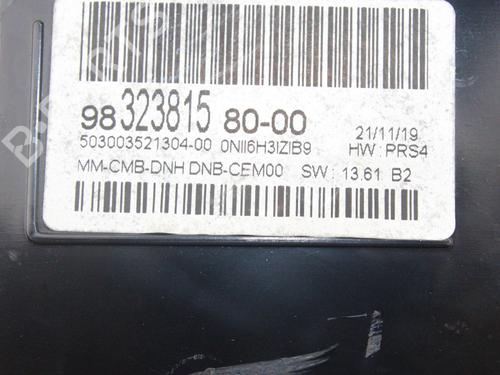 98 323815 80-00
503003521304-00 0NII6H3IZIB9 21/11/19
HW: PRS4
MM-CMB-DNH DNB-CEM00 SW: 13.61 B2